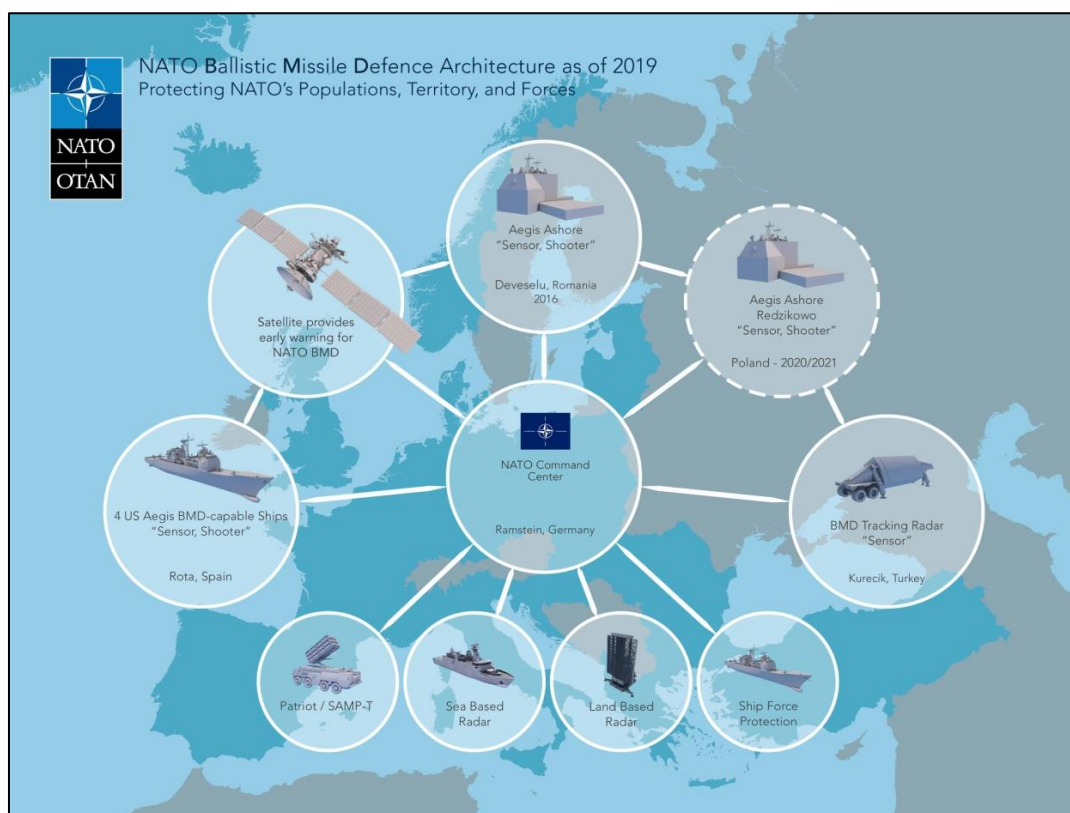 NATO
OTAN
NATO Ballistic Missile Defence Architecture as of 2019
Protecting NATO's Populations, Territory, and Forces
Aegis Ashore
"Sensor, Shooter"
Deveselu, Romania
2016
Satellite provides
early warning for
NATO BMD
Aegis Ashore
Redzikowo
"Sensor, Shooter"
Poland - 2020/2021
NATO Command
Center
Ramstein, Germany
4 US Aegis BMD-capable Ships
"Sensor, Shooter"
Rota, Spain
BMD Tracking Radar
"Sensor"
Kurecik, Turkey
Patriot / SAMP-T
Sea Based
Radar
Land Based
Radar
Ship Force
Protection